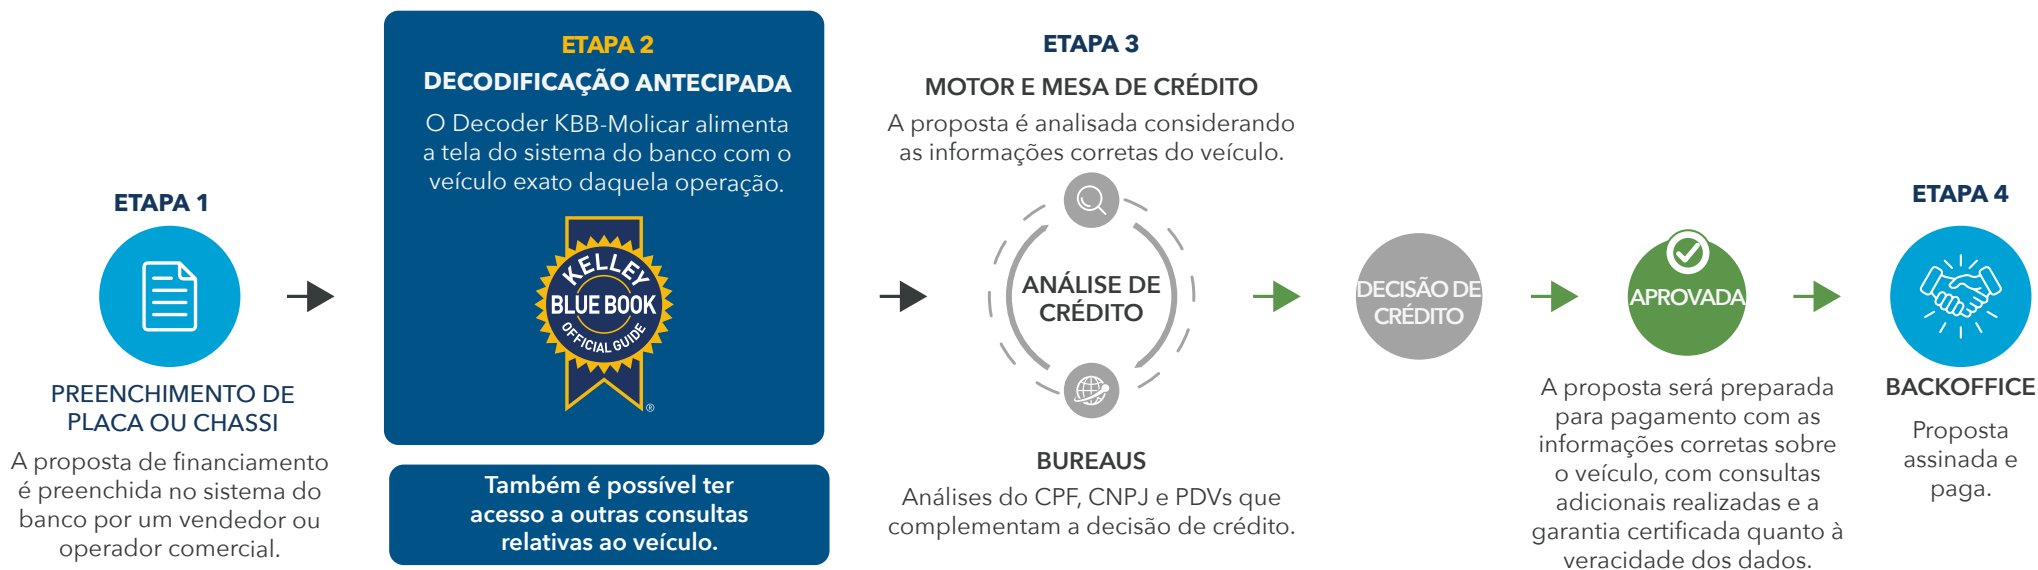 ETAPA 1
PREENCHIMENTO DE
PLACA OU CHASSI
A proposta de financiamento
é preenchida no sistema do
banco por um vendedor ou
operador comercial.
ETAPA 2
DECODIFICAÇÃO ANTECIPADA
O Decoder KBB-Molicar alimenta
a tela do sistema do banco com o
veículo exato daquela operação.
KELLEY
BLUE BOOK
OFFICIAL GUIDE
®
Também é possível ter
acesso a outras consultas
relativas ao veículo.
ETAPA 3
MOTOR E MESA DE CRÉDITO
A proposta é analisada considerando
as informações corretas do veículo.
ANÁLISE DE
CRÉDITO
BUREAUS
Análises do CPF, CNPJ e PDVs que
complementam a decisão de crédito.
DECISÃO DE
CRÉDITO
APROVADA
A proposta será preparada
para pagamento com as
informações corretas sobre
o veículo, com consultas
adicionais realizadas e a
garantia certificada quanto à
veracidade dos dados.
ETAPA 4
BACKOFFICE
Proposta
assinada e
paga.